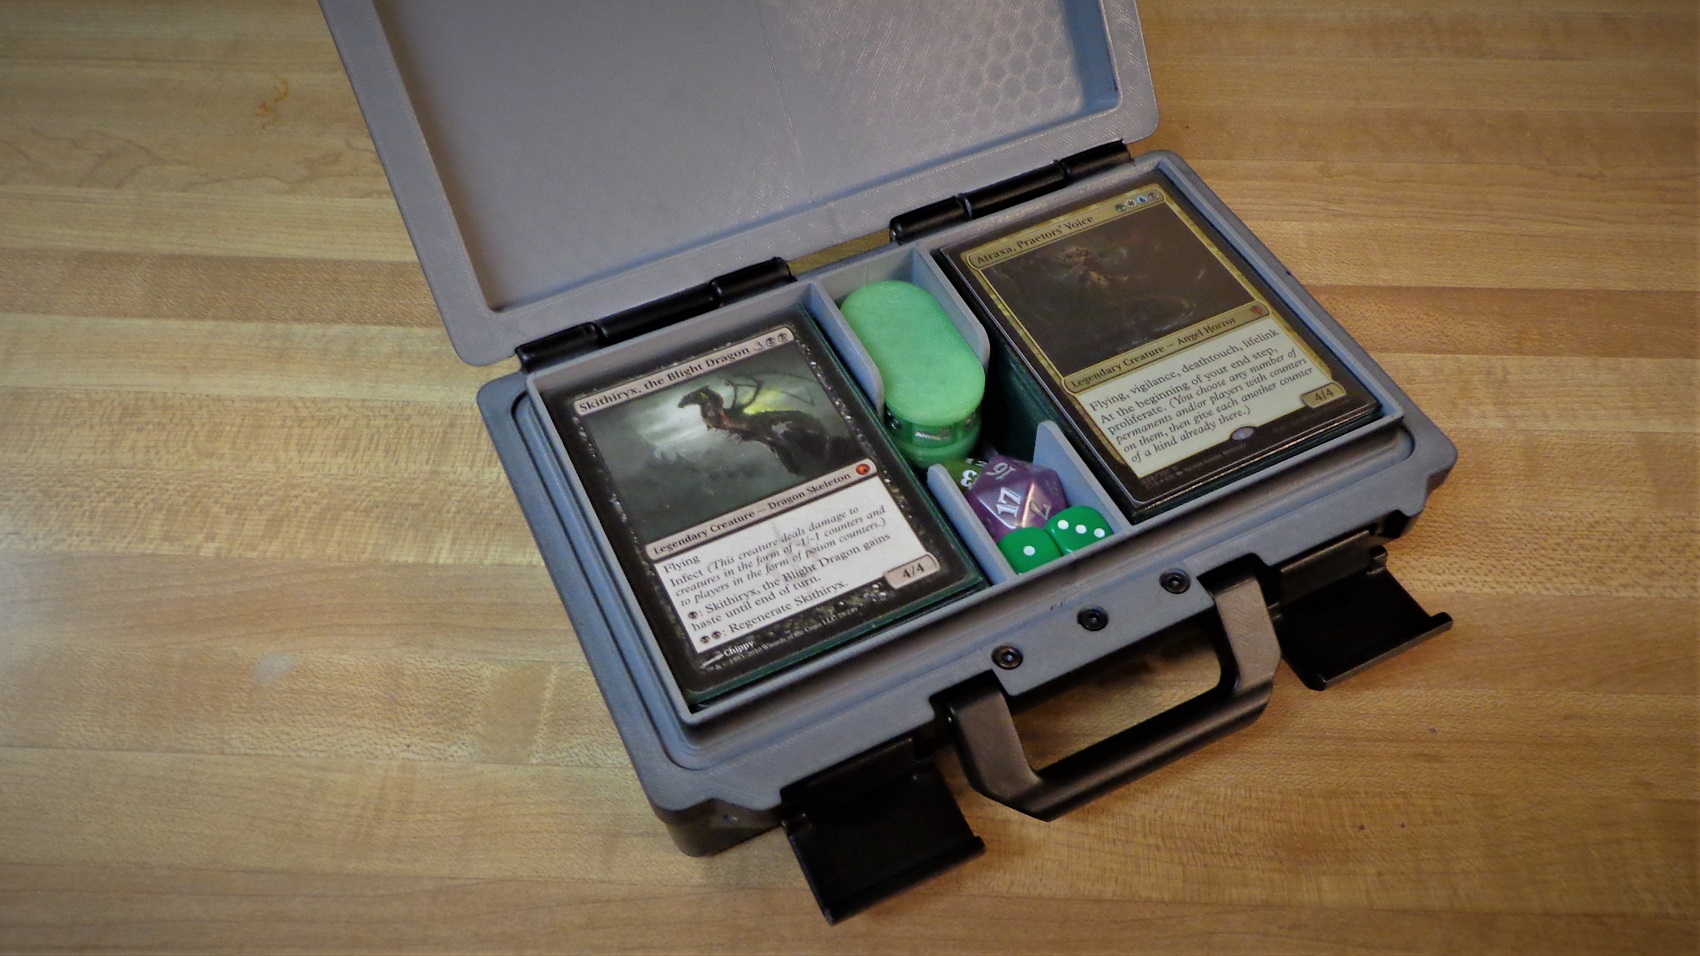 Skithiryx, the Blight Dragon 3
Legendary Creature — Dragon Skeleton
Flying
Infect (This creature deals damage to
creatures in the form of -1/-1 counters and
to players in the form of poison counters.)
: Skithiryx, the Blight Dragon gains
haste until end of turn.
: Regenerate Skithiryx.
4/4
Chippy
Atraxa, Praetors' Voice
Legendary Creature — Angel Horror
Flying, vigilance, deathtouch, lifelink
At the beginning of your end step,
proliferate. (You choose any number of
permanents and/or players with counters
on them, then give each another counter
of a kind already there.)
4/4
17